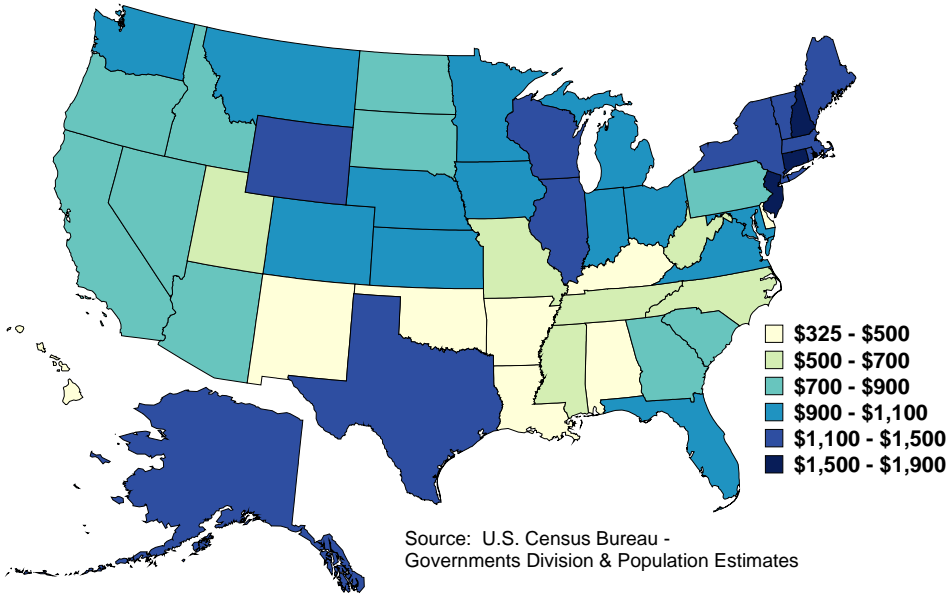 $325 - $500
$500 - $700
$700 - $900
$900 - $1,100
$1,100 - $1,500
$1,500 - $1,900
Source:  U.S. Census Bureau -
Governments Division & Population Estimates